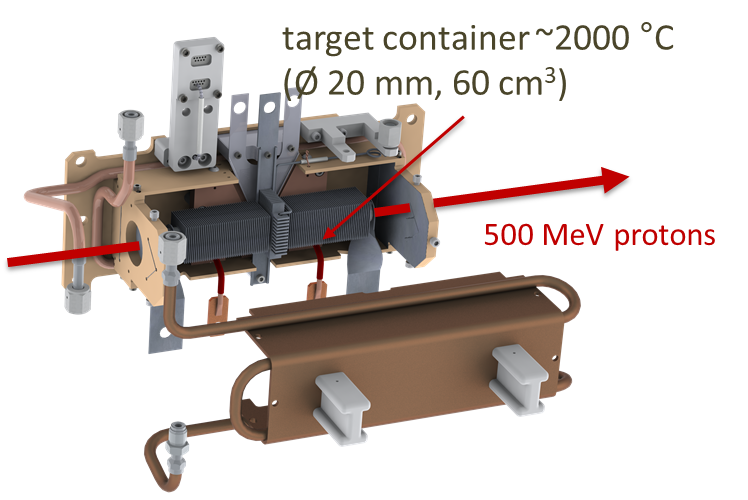 target container ~2000 °C
(Ø 20 mm, 60 cm³)
500 MeV protons